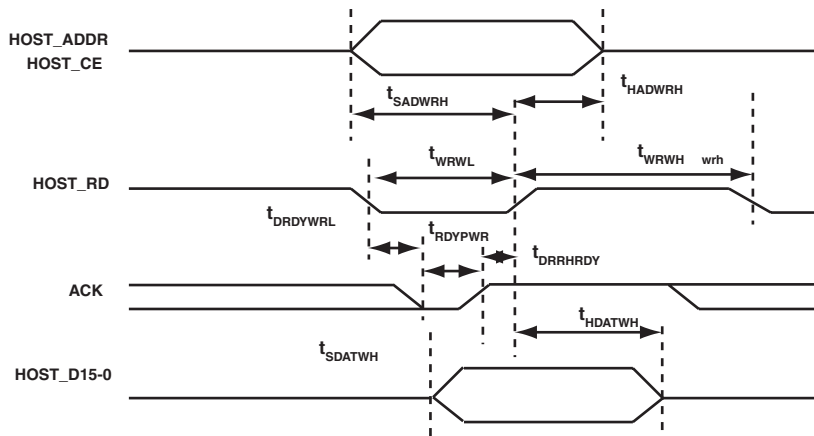 HOST_ADDR
HOST_CE
tSADWRH
tHADWRH
HOST_RD
tWRWL
tWRWH wrh
tDRDYWRL
tRDYPWR
tDRRHRDY
ACK
tHDATWH
tSDATWH
HOST_D15-0